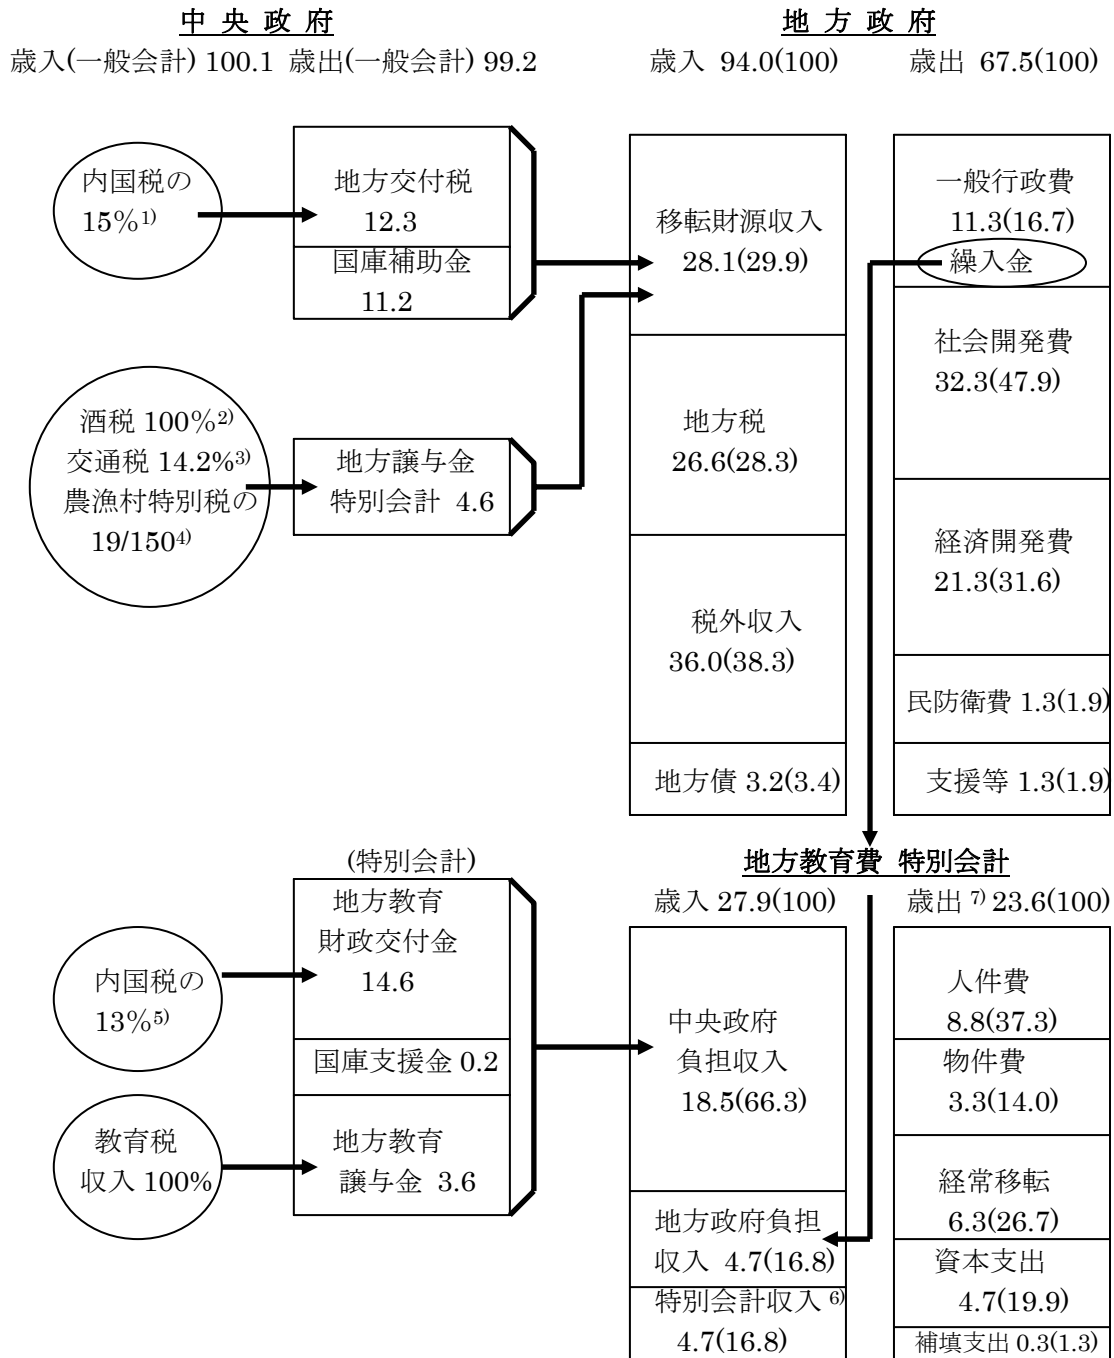 中 央 政 府
歳入(一般会計) 100.1 歳出(一般会計) 99.2
地 方 政 府
歳入 94.0(100) 歳出 67.5(100)
内国税の
15%1)
地方交付税
12.3
国庫補助金
11.2
酒税 100%2)
交通税 14.2%3)
農漁村特別税の
19/1504)
地方譲与金
特別会計 4.6
移転財源収入
28.1(29.9)
地方税
26.6(28.3)
税外収入
36.0(38.3)
地方債 3.2(3.4)
一般行政費
11.3(16.7)
繰入金
社会開発費
32.3(47.9)
経済開発費
21.3(31.6)
民防衛費 1.3(1.9)
支援等 1.3(1.9)
(特別会計)
地方教育
財政交付金
14.6
国庫支援金 0.2
地方教育
譲与金 3.6
内国税の
13%5)
教育税
収入 100%
地方教育費 特別会計
歳入 27.9(100) 歳出 7) 23.6(100)
中央政府
負担収入
18.5(66.3)
地方政府負担
収入 4.7(16.8)
特別会計収入 6)
4.7(16.8)
人件費
8.8(37.3)
物件費
3.3(14.0)
経常移転
6.3(26.7)
資本支出
4.7(19.9)
補填支出 0.3(1.3)